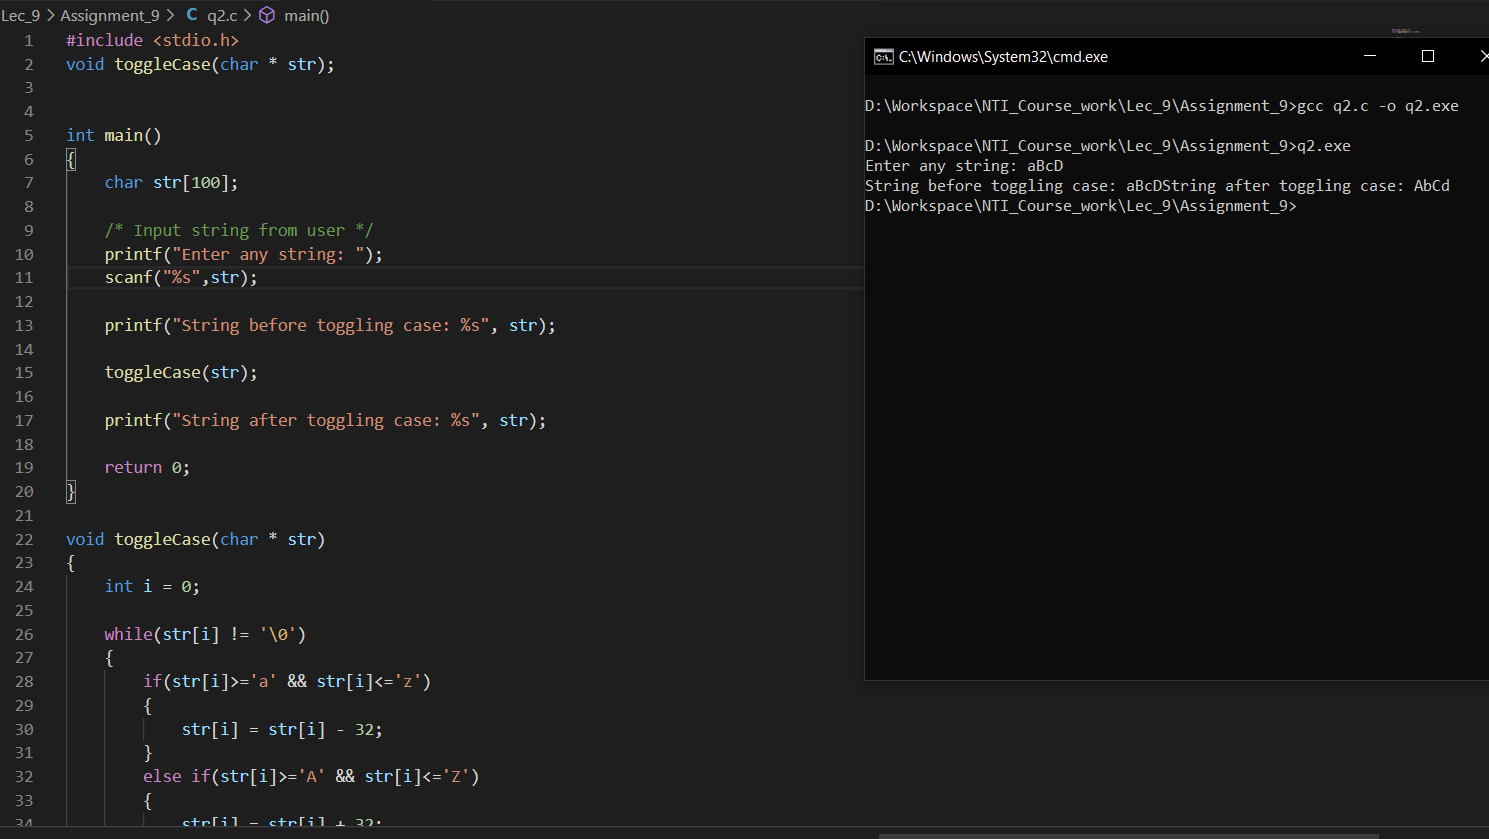 Lec_9 > Assignment_9 > C q2.c > main()
1 #include <stdio.h>
2 void toggleCase(char * str);
3
4
5 int main()
6 {
7 char str[100];
8
9 /* Input string from user */
10 printf("Enter any string: ");
11 scanf("%s",str);
12
13 printf("String before toggling case: %s", str);
14
15 toggleCase(str);
16
17 printf("String after toggling case: %s", str);
18
19 return 0;
20 }
21
22 void toggleCase(char * str)
23 {
24 int i = 0;
25
26 while(str[i] != '\0')
27 {
28 if(str[i]>='a' && str[i]<='z')
29 {
30 str[i] = str[i] - 32;
31 }
32 else if(str[i]>='A' && str[i]<='Z')
33 {
34 str[i] = str[i] + 32;
C:\Windows\System32\cmd.exe
D:\Workspace\NTI_Course_work\Lec_9\Assignment_9>gcc q2.c -o q2.exe
D:\Workspace\NTI_Course_work\Lec_9\Assignment_9>q2.exe
Enter any string: aBcD
String before toggling case: aBcDString after toggling case: AbCd
D:\Workspace\NTI_Course_work\Lec_9\Assignment_9>